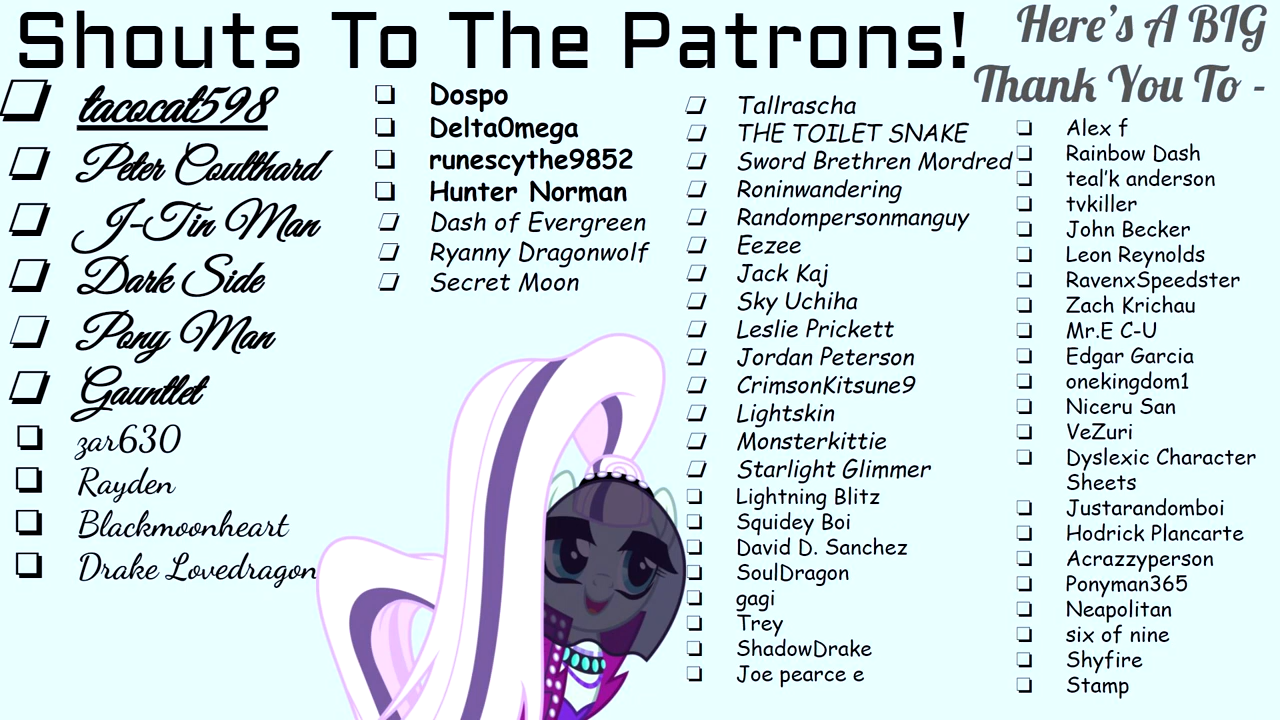 Shouts To The Patrons!
Here's A BIG
Thank You To -
❏ tacocat598
❏ Peter Coulthard
❏ J-Tin Man
❏ Dark Side
❏ Pony Man
❏ Gauntlet
❏ zar630
❏ Rayden
❏ Blackmoonheart
❏ Drake Lovedragon
❏ Dospo
❏ Delta0mega
❏ runescythe9852
❏ Hunter Norman
❏ Dash of Evergreen
❏ Ryanny Dragonwolf
❏ Secret Moon
❏ Tallrascha
❏ THE TOILET SNAKE
❏ Sword Brethren Mordred
❏ Roninwandering
❏ Randompersonmanguy
❏ Eezee
❏ Jack Kaj
❏ Sky Uchiha
❏ Leslie Prickett
❏ Jordan Peterson
❏ CrimsonKitsune9
❏ Lightskin
❏ Monsterkittie
❏ Starlight Glimmer
❏ Lightning Blitz
❏ Squidey Boi
❏ David D. Sanchez
❏ SoulDragon
❏ gagi
❏ Trey
❏ ShadowDrake
❏ Joe pearce e
❏ Alex f
❏ Rainbow Dash
❏ teal'k anderson
❏ tvkiller
❏ John Becker
❏ Leon Reynolds
❏ RavenxSpeedster
❏ Zach Krichau
❏ Mr.E C-U
❏ Edgar Garcia
❏ onekingdom1
❏ Niceru San
❏ VeZuri
❏ Dyslexic Character
Sheets
❏ Justarandomboi
❏ Hodrick Plancarte
❏ Acrazzyperson
❏ Ponyman365
❏ Neapolitan
❏ six of nine
❏ Shyfire
❏ Stamp